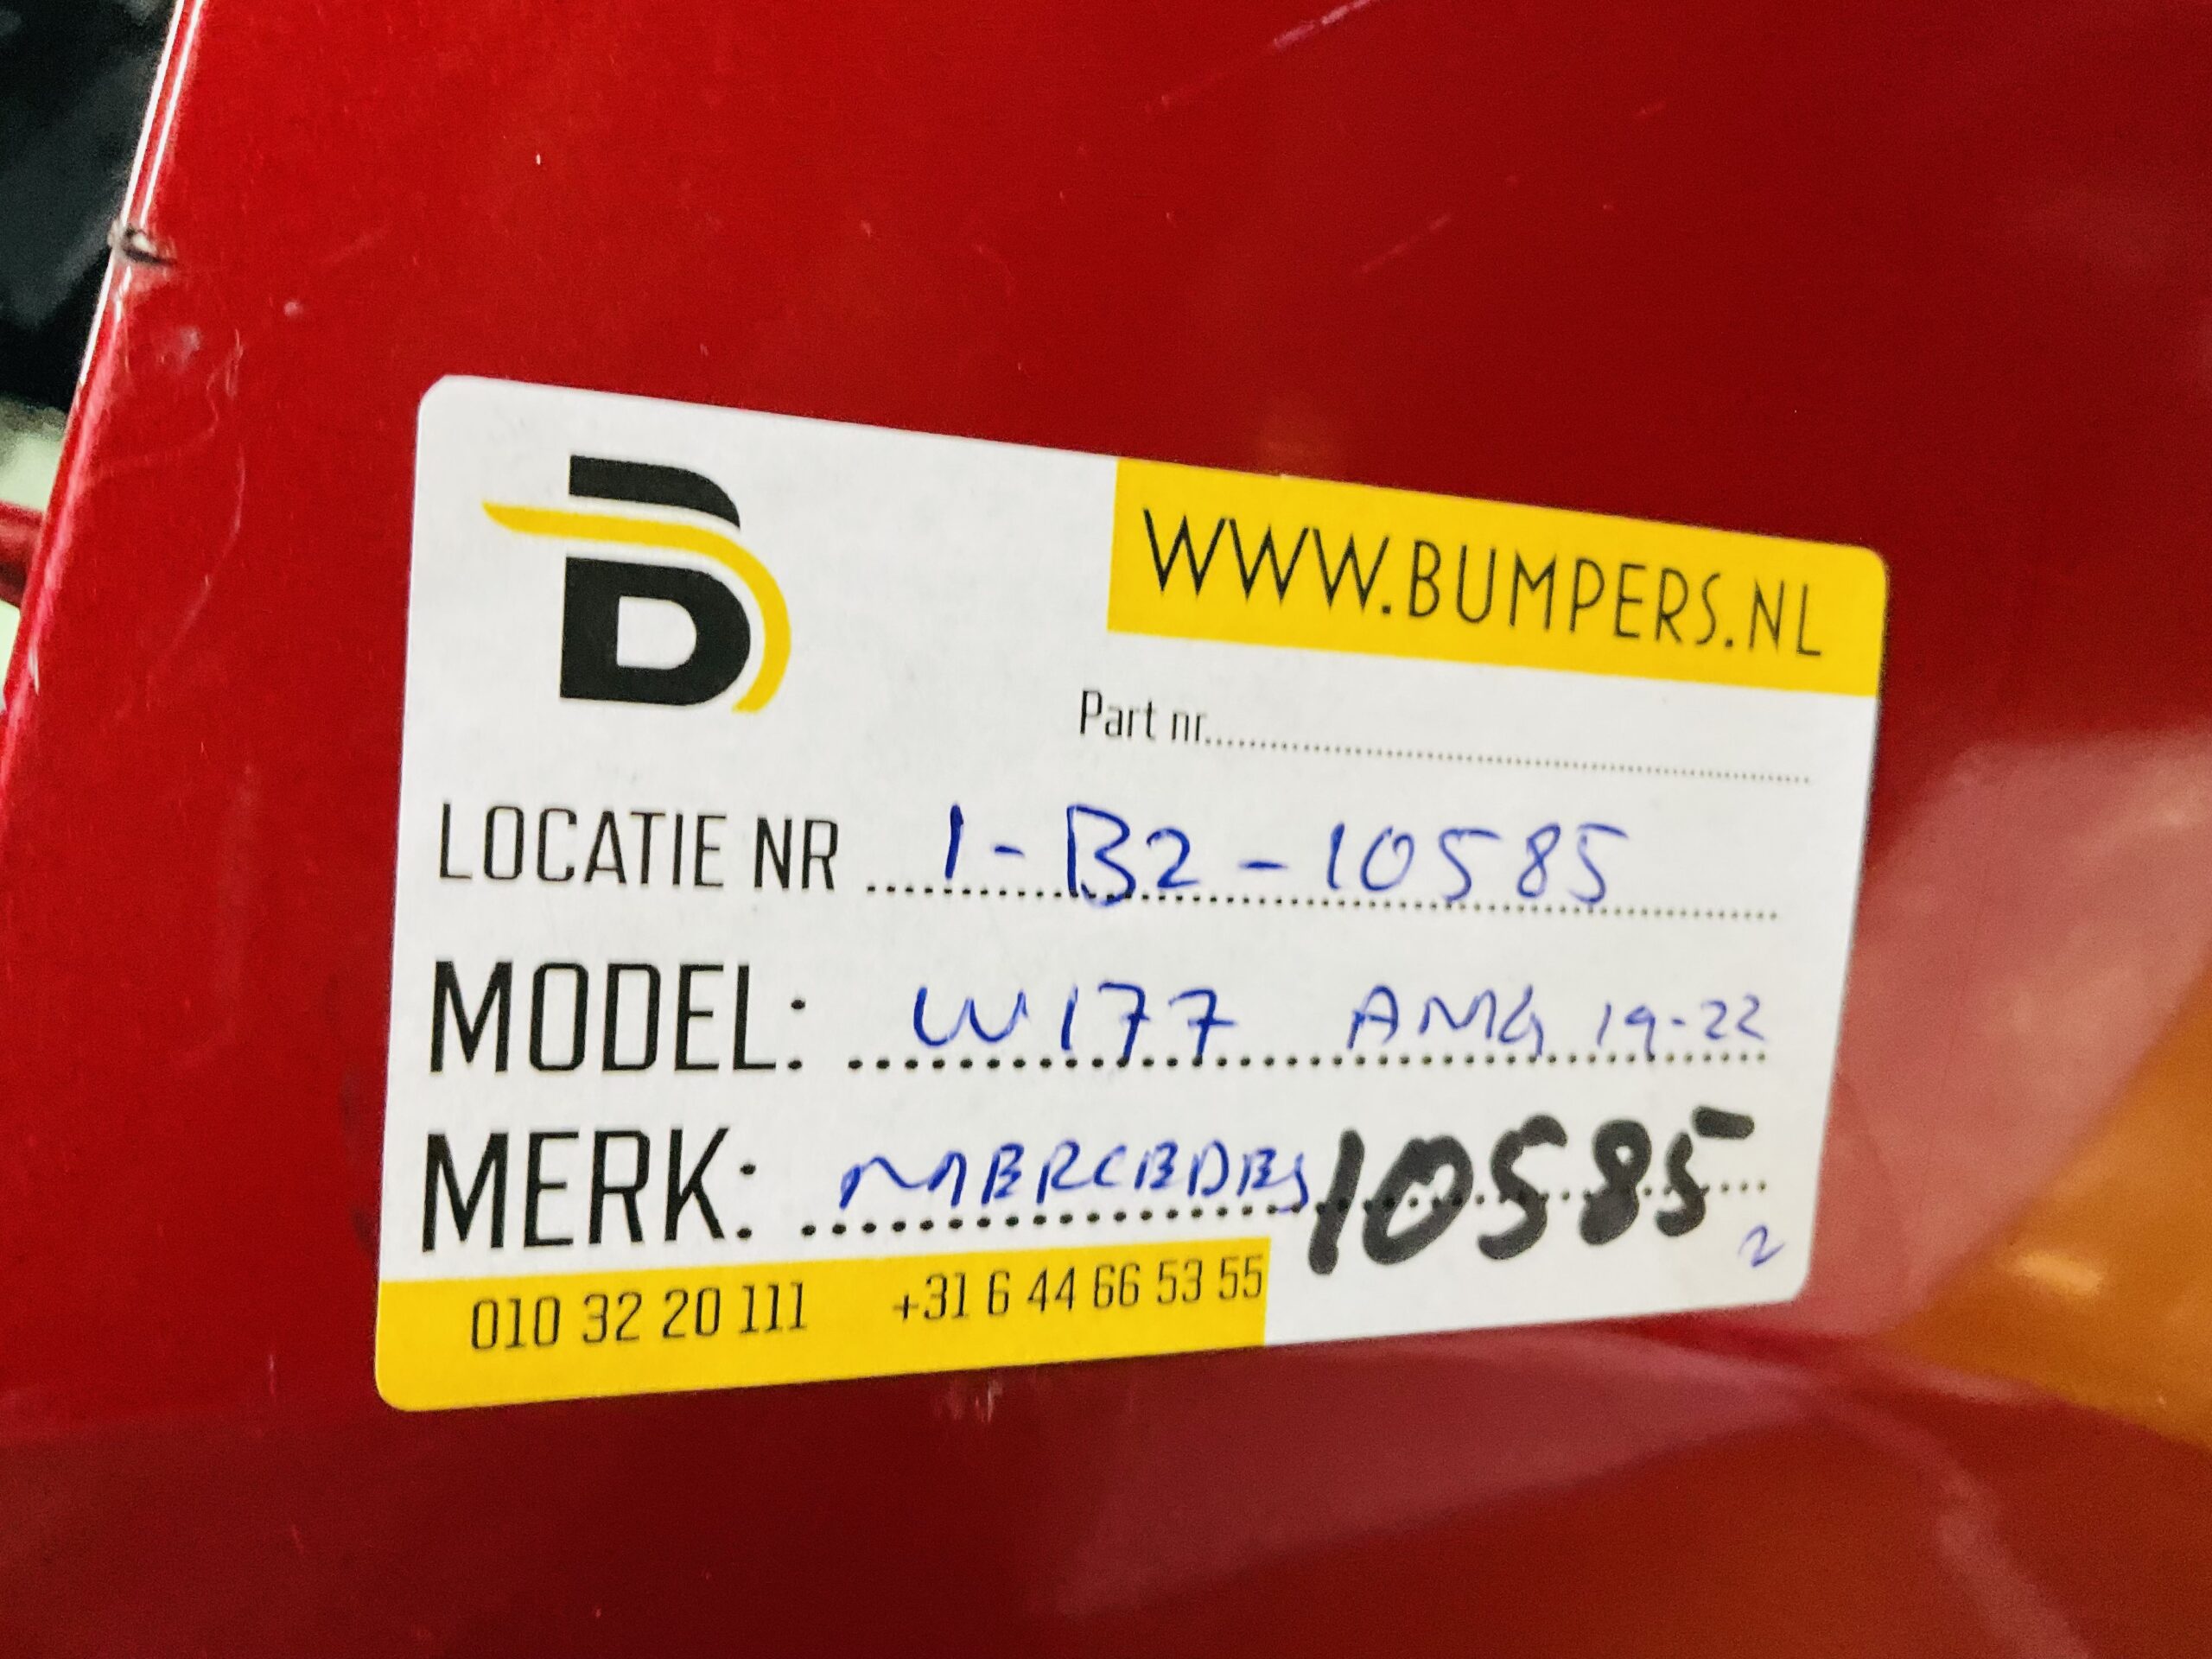 B
WWW.BUMPERS.NL
Part nr.
LOCATIE NR 1-B2-10585
MODEL: W177 AMG 19-22
MERK: MERCEDES 10585
2
010 32 20 111 +31 6 44 66 53 55